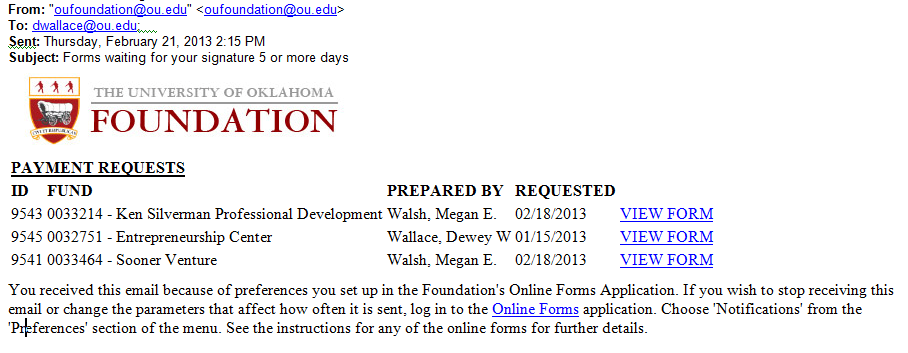 From: "oufoundation@ou.edu" <oufoundation@ou.edu>
To: dwallace@ou.edu;
Sent: Thursday, February 21, 2013 2:15 PM
Subject: Forms waiting for your signature 5 or more days
THE UNIVERSITY OF OKLAHOMA
FOUNDATION
PAYMENT REQUESTS
ID FUND PREPARED BY REQUESTED
9543 0033214 - Ken Silverman Professional Development Walsh, Megan E. 02/18/2013 VIEW FORM
9545 0032751 - Entrepreneurship Center Wallace, Dewey W 01/15/2013 VIEW FORM
9541 0033464 - Sooner Venture Walsh, Megan E. 02/18/2013 VIEW FORM
You received this email because of preferences you set up in the Foundation's Online Forms Application. If you wish to stop receiving this
email or change the parameters that affect how often it is sent, log in to the Online Forms application. Choose 'Notifications' from the
'Preferences' section of the menu. See the instructions for any of the online forms for further details.